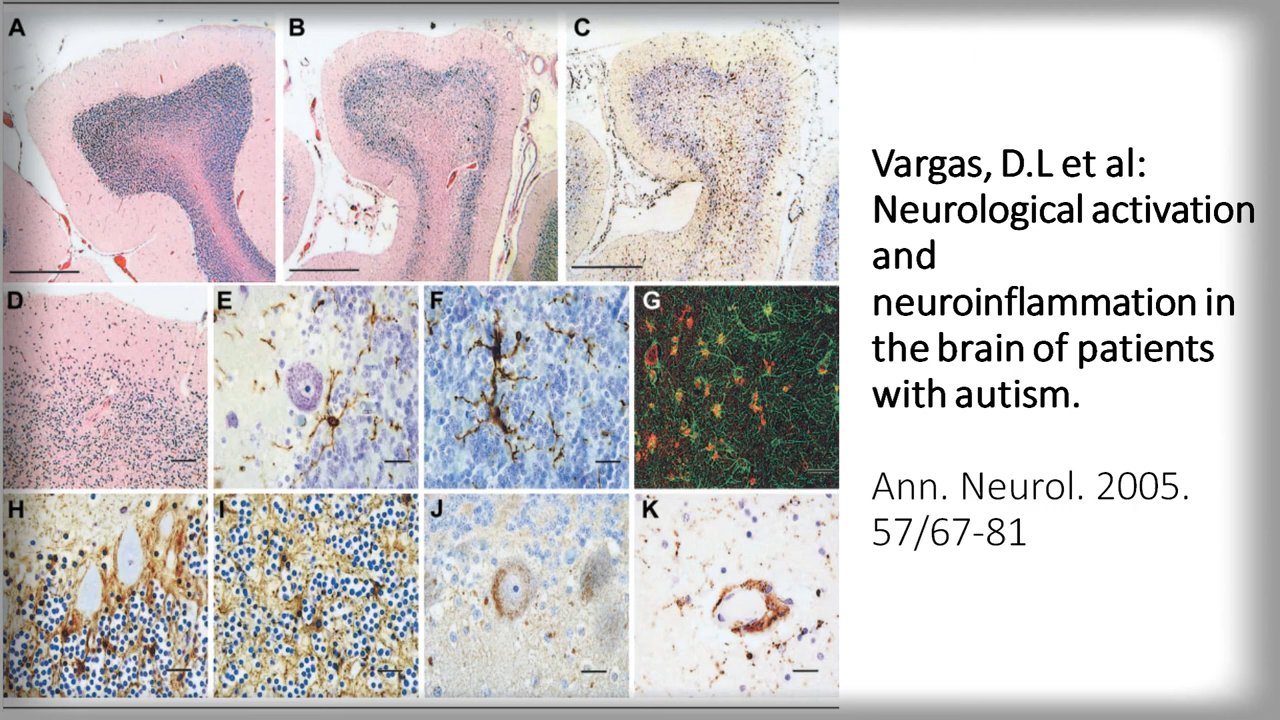 A
B
C
D
E
F
G
H
I
J
K
Vargas, D.L et al:
Neurological activation
and
neuroinflammation in
the brain of patients
with autism.
Ann. Neurol. 2005.
57/67-81